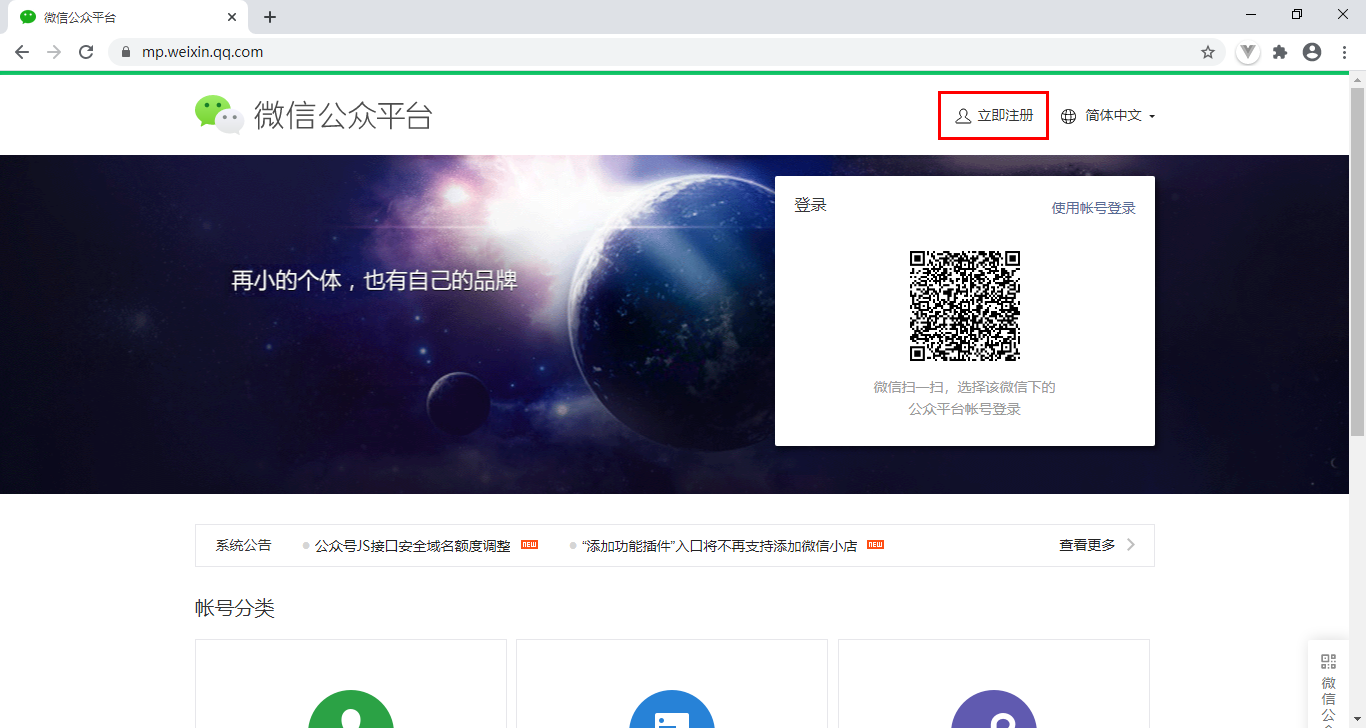 微信公众平台
mp.weixin.qq.com
微信公众平台
立即注册
简体中文
再小的个体，也有自己的品牌
登录
使用帐号登录
微信扫一扫，选择该微信下的
公众平台帐号登录
系统公告
公众号JS接口安全域名额度调整 NEW
“添加功能插件”入口将不再支持添加微信小店 NEW
查看更多
帐号分类
微
信
公